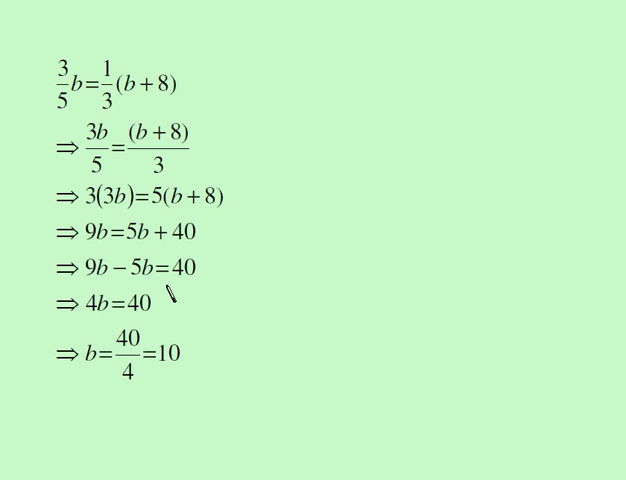 3/5 b=1/3(b+8)
⇒ 3b/5=(b+8)/3
⇒ 3(3b)=5(b+8)
⇒ 9b=5b+40
⇒ 9b−5b=40
⇒ 4b=40
⇒ b=40/4=10